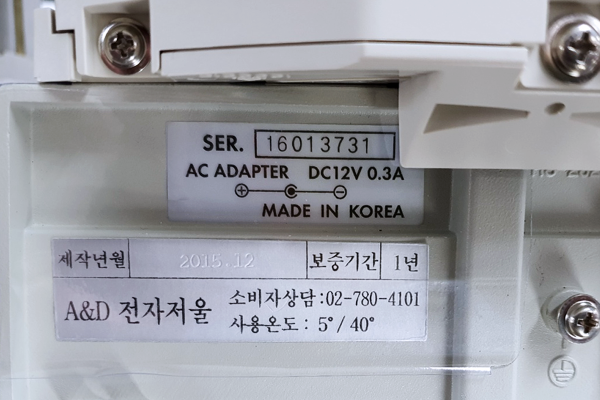 SER. 16013731
AC ADAPTER DC12V 0.3A
MADE IN KOREA
제작년월 2015.12 보증기간 1년
A&D 전자저울 소비자상담:02-780-4101
사용온도: 5°/40°